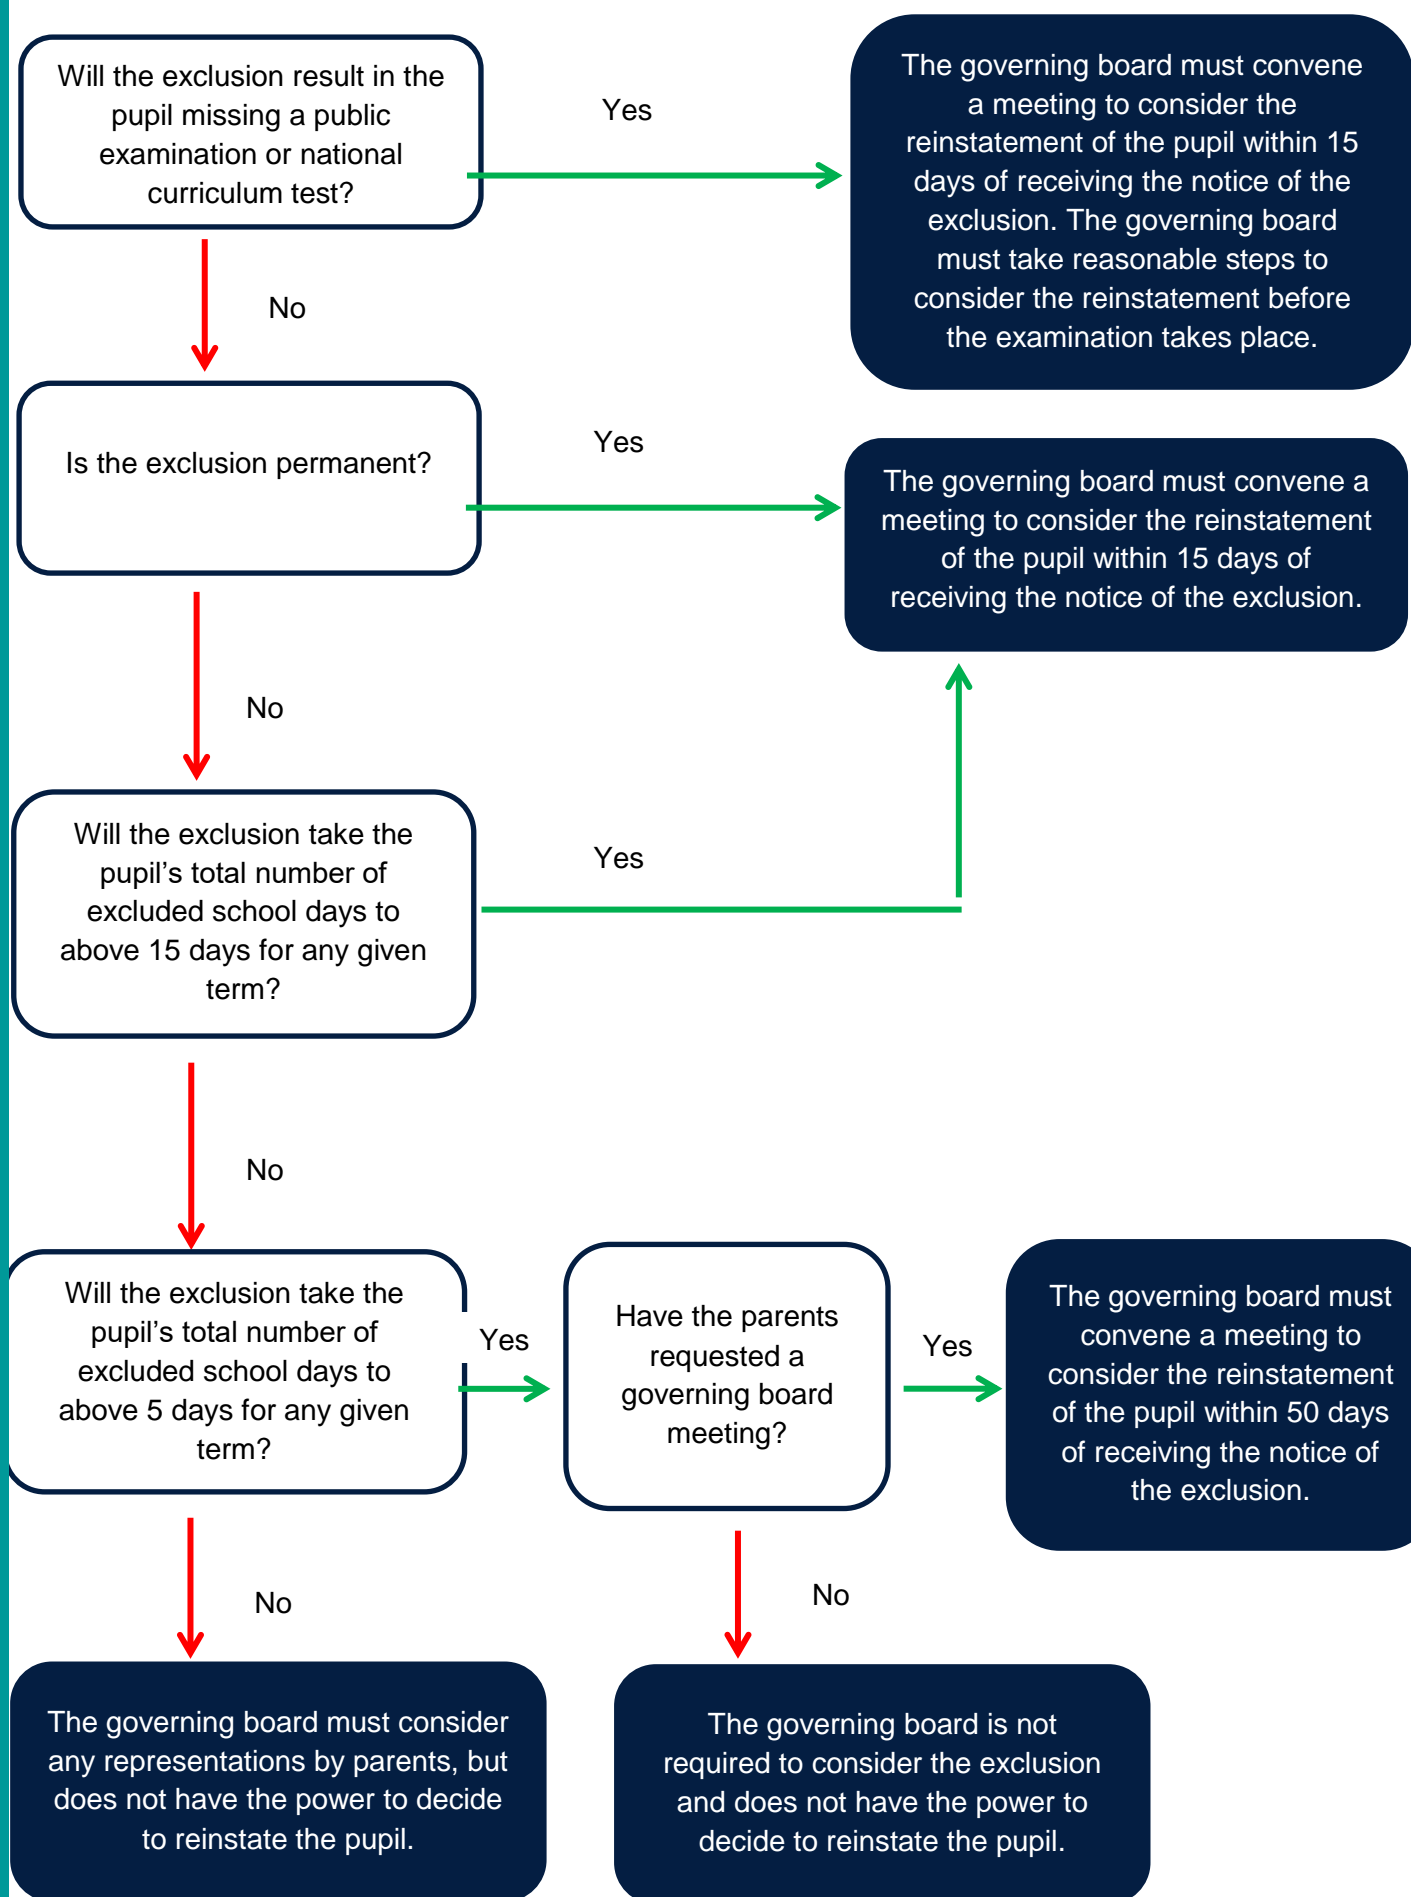 Will the exclusion result in the
pupil missing a public
examination or national
curriculum test?
Yes
The governing board must convene
a meeting to consider the
reinstatement of the pupil within 15
days of receiving the notice of the
exclusion. The governing board
must take reasonable steps to
consider the reinstatement before
the examination takes place.
No
Is the exclusion permanent?
Yes
The governing board must convene a
meeting to consider the reinstatement
of the pupil within 15 days of
receiving the notice of the exclusion.
No
Will the exclusion take the
pupil’s total number of
excluded school days to
above 15 days for any given
term?
Yes
No
Will the exclusion take the
pupil’s total number of
excluded school days to
above 5 days for any given
term?
Yes
Have the parents
requested a
governing board
meeting?
Yes
The governing board must
convene a meeting to
consider the reinstatement
of the pupil within 50 days
of receiving the notice of
the exclusion.
No
No
The governing board must consider
any representations by parents, but
does not have the power to decide
to reinstate the pupil.
The governing board is not
required to consider the exclusion
and does not have the power to
decide to reinstate the pupil.